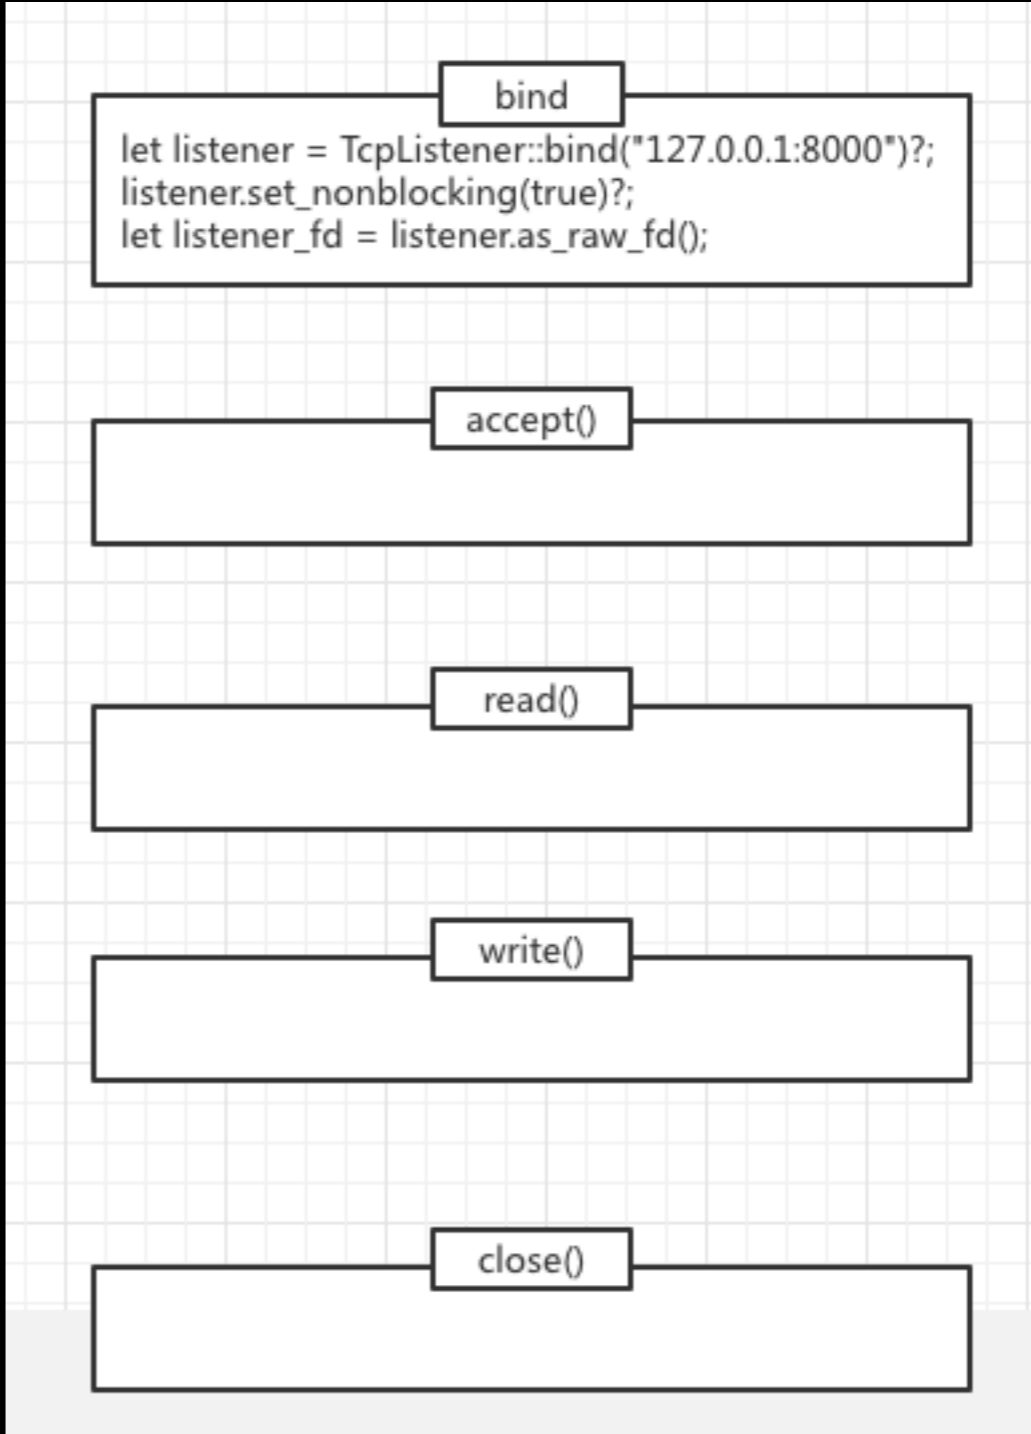 bind
let listener = TcpListener::bind("127.0.0.1:8000")?;
listener.set_nonblocking(true)?;
let listener_fd = listener.as_raw_fd();
accept()
read()
write()
close()